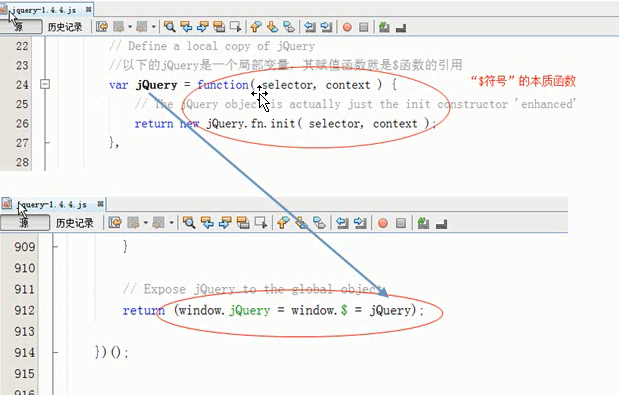 jquery-1.4.4.js
源 历史记录
22 // Define a local copy of jQuery
23 //以下的jQuery是一个局部变量，其赋值函数就是$函数的引用
24 var jQuery = function( selector, context ) {
“$符号”的本质函数
25 // The jQuery object is actually just the init constructor 'enhanced'
26 return new jQuery.fn.init( selector, context );
27 },
28
jquery-1.4.4.js
源 历史记录
909 }
910
911 // Expose jQuery to the global object
912 return (window.jQuery = window.$ = jQuery);
913
914 })();
915
916